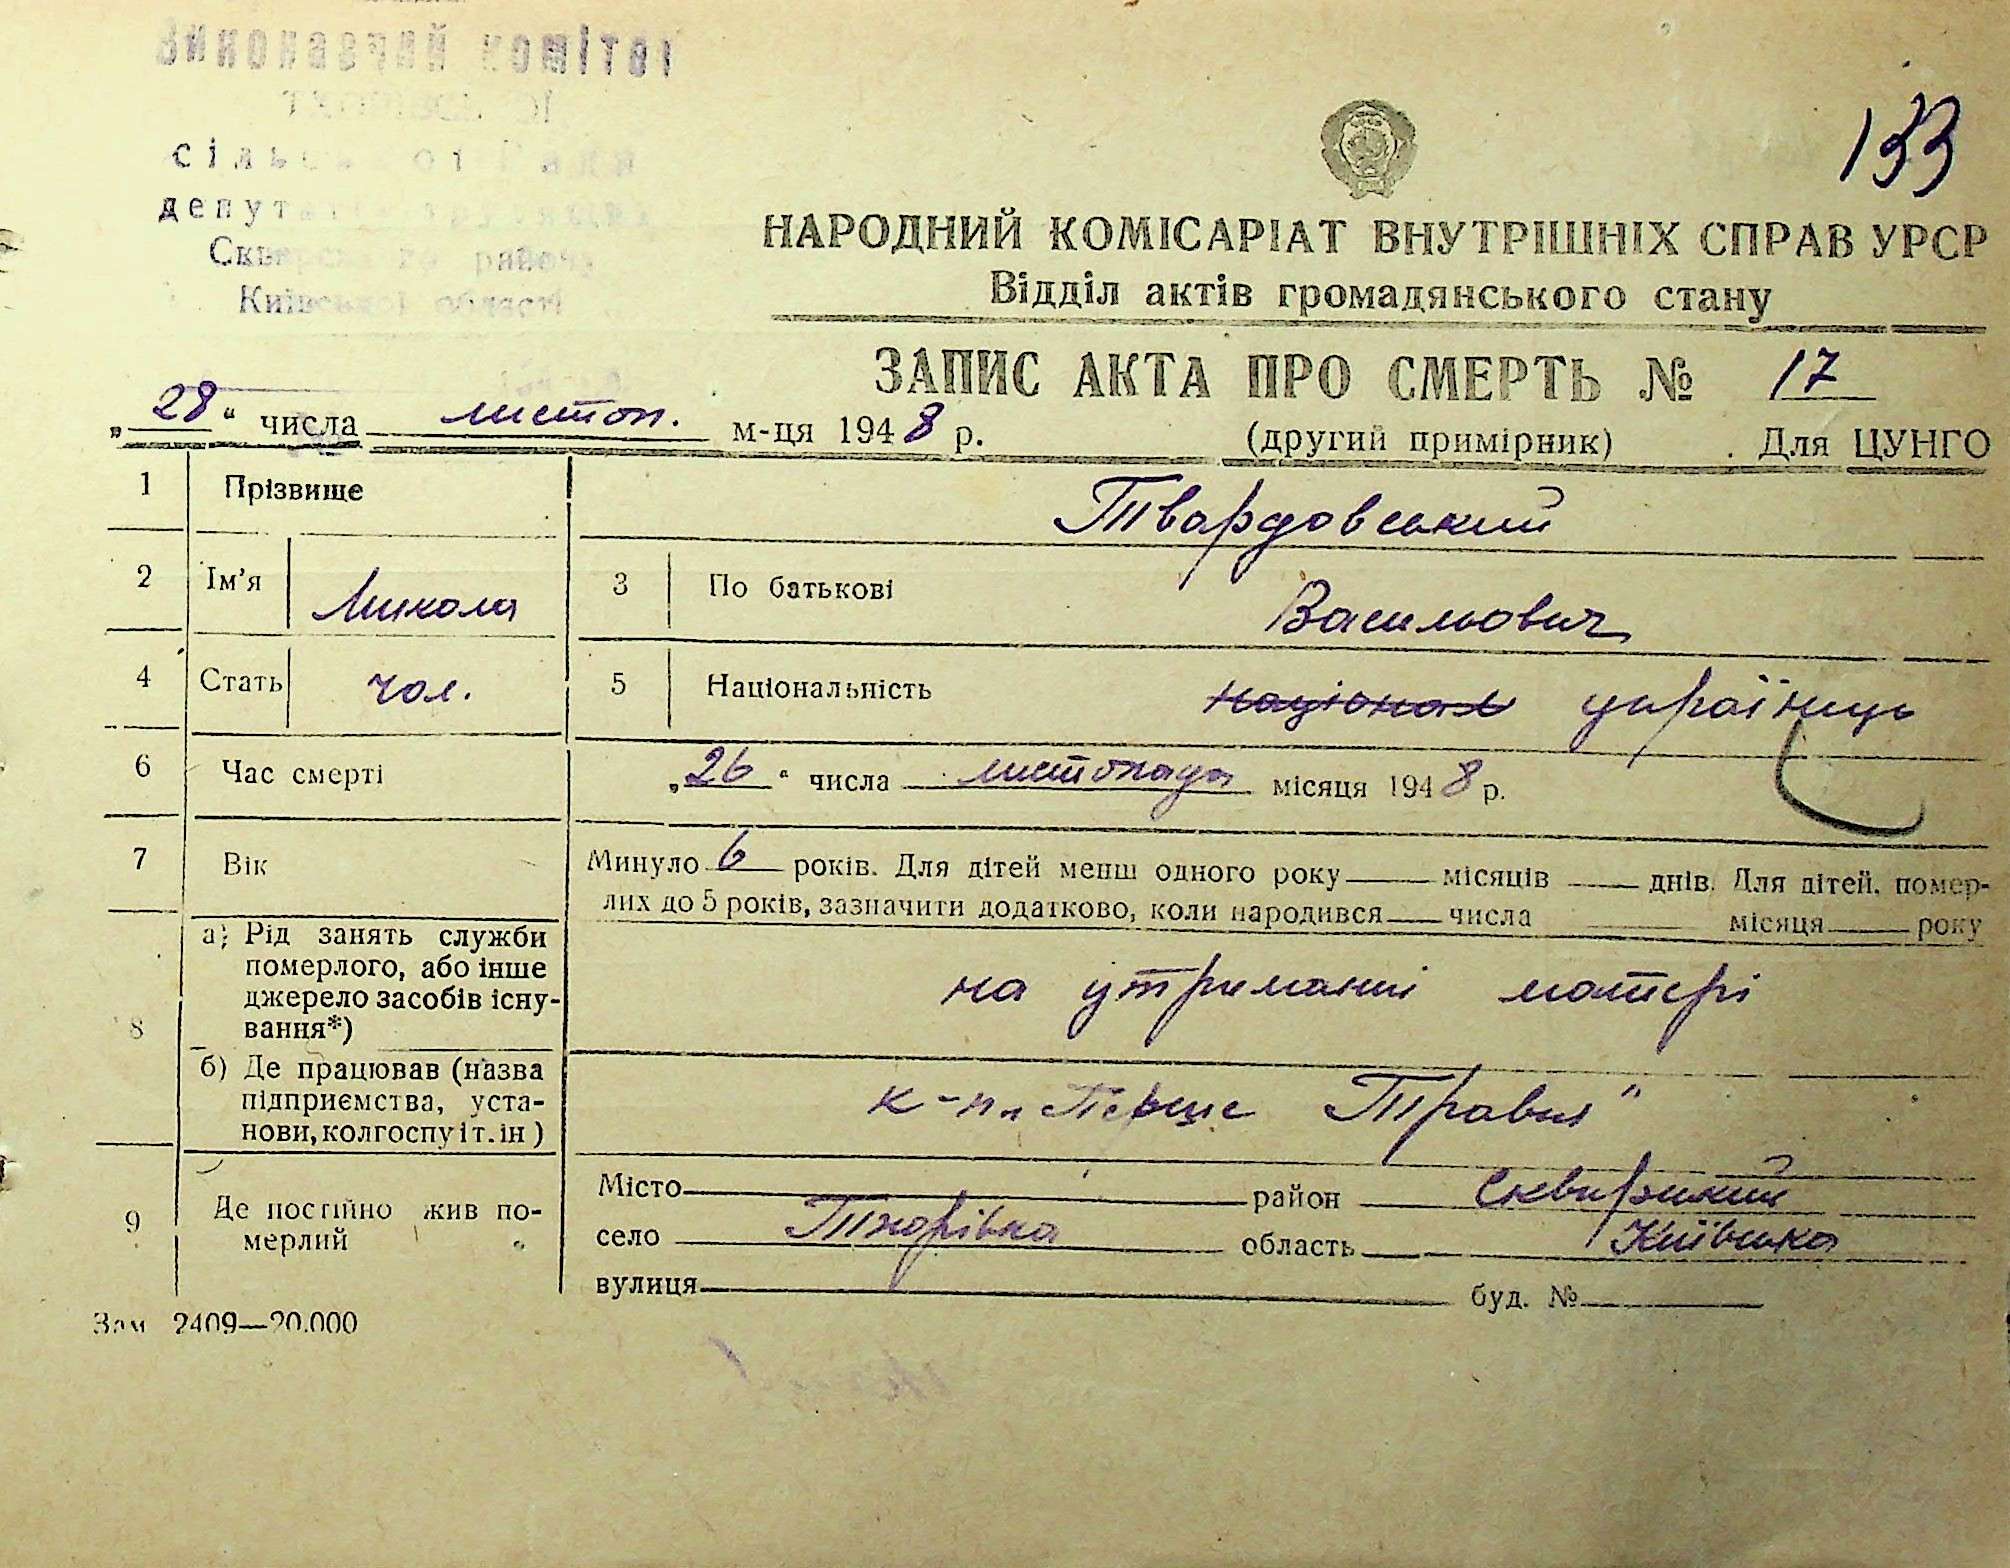 сільської Ради
депутатів трудящих
Сквирського району
Київської області
133
НАРОДНИЙ КОМІСАРІАТ ВНУТРІШНІХ СПРАВ УРСР
Відділ актів громадянського стану
ЗАПИС АКТА ПРО СМЕРТЬ № 17
„28“ числа листоп. м-ця 1948 р. (другий примірник) Для ЦУНГО
1 Прізвище Твардовський
2 Ім’я Микола 3 По батькові Васильович
4 Стать чол. 5 Національність націонал українець
6 Час смерті „26“ числа листопада місяця 1948 р.
7 Вік Минуло 6 років. Для дітей менш одного року місяців днів. Для дітей, помер-
лих до 5 років, зазначити додатково, коли народився числа місяця року
8 а) Рід занять служби
померлого, або інше
джерело засобів існу-
вання*)
на утриманні матері
б) Де працював (назва
підприємства, уста-
нови, колгоспу і т. ін)
к-п „Перше Травня"
9 Де постійно жив по-
мерлий
Місто район Сквирський
село Тхорівка область Київська
вулиця буд. №
Зам 2409—20.000